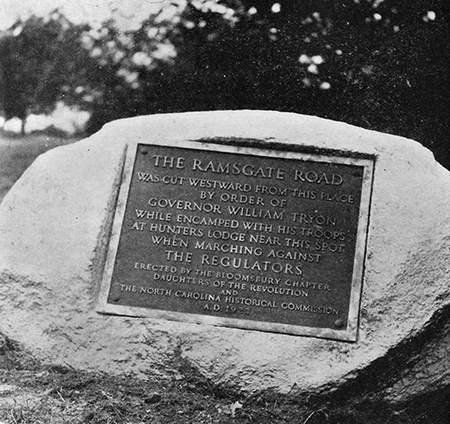 THE RAMSGATE ROAD
WAS CUT WESTWARD FROM THIS PLACE
BY ORDER OF
GOVERNOR WILLIAM TRYON
WHILE ENCAMPED WITH HIS TROOPS
AT HUNTERS LODGE NEAR THIS SPOT
WHEN MARCHING AGAINST
THE REGULATORS
ERECTED BY THE BLOOMSBURY CHAPTER
DAUGHTERS OF THE REVOLUTION
AND
THE NORTH CAROLINA HISTORICAL COMMISSION
A.D.